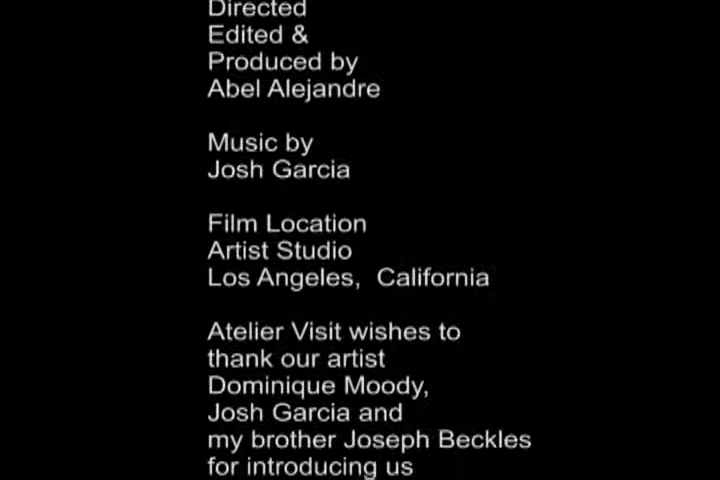 Directed
Edited &
Produced by
Abel Alejandre
Music by
Josh Garcia
Film Location
Artist Studio
Los Angeles, California
Atelier Visit wishes to
thank our artist
Dominique Moody,
Josh Garcia and
my brother Joseph Beckles
for introducing us